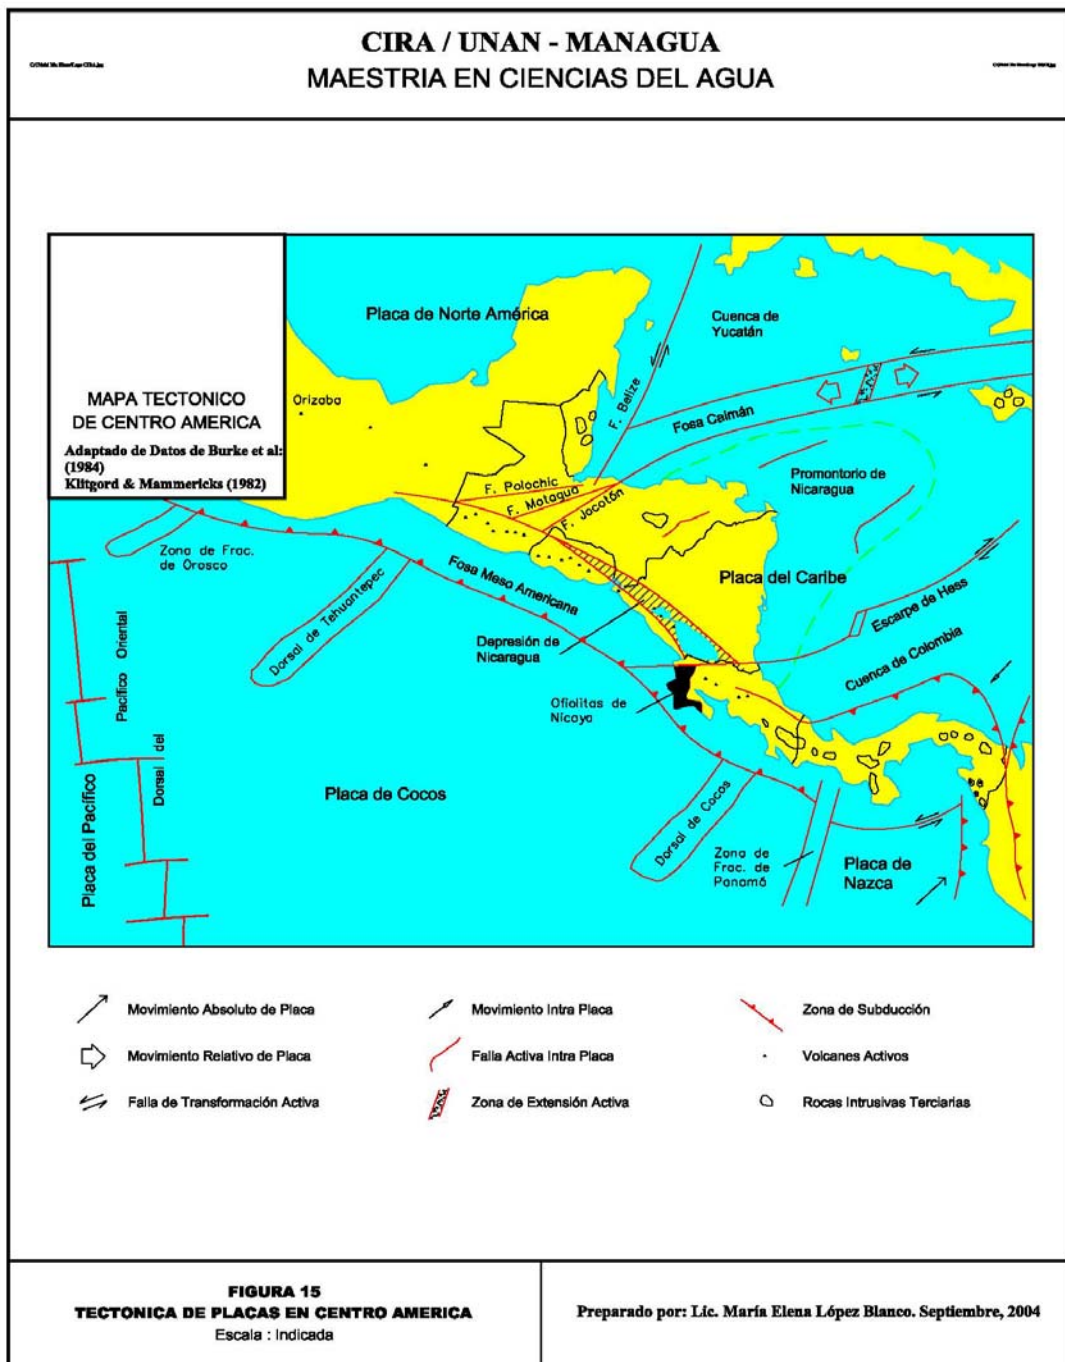 CIRA / UNAN - MANAGUA
MAESTRIA EN CIENCIAS DEL AGUA
MAPA TECTONICO
DE CENTRO AMERICA
Adaptado de Datos de Burke et al:
(1984)
Klitgord & Mammericks (1982)
Placa de Norte América
Cuenca de
Yucatán
Orizaba
F. Belize
Fosa Caimán
F. Polochic
F. Motagua
F. Jocotón
Promontorio de
Nicaragua
Zona de Frac.
de Orosco
Dorsal de Tehuantepec
Fosa Meso Americana
Placa del Caribe
Escarpe de Hess
Depresión de
Nicaragua
Cuenca de Colombia
Ofiolitas de
Nicoya
Pacífico Oriental
Dorsal del
Placa del Pacífico
Placa de Cocos
Dorsal de Cocos
Zona de
Frac. de
Panamá
Placa de
Nazca
Movimiento Absoluto de Placa
Movimiento Intra Placa
Zona de Subducción
Movimiento Relativo de Placa
Falla Activa Intra Placa
Volcanes Activos
Falla de Transformación Activa
Zona de Extensión Activa
Rocas Intrusivas Terciarias
FIGURA 15
TECTONICA DE PLACAS EN CENTRO AMERICA
Escala : Indicada
Preparado por: Lic. María Elena López Blanco. Septiembre, 2004